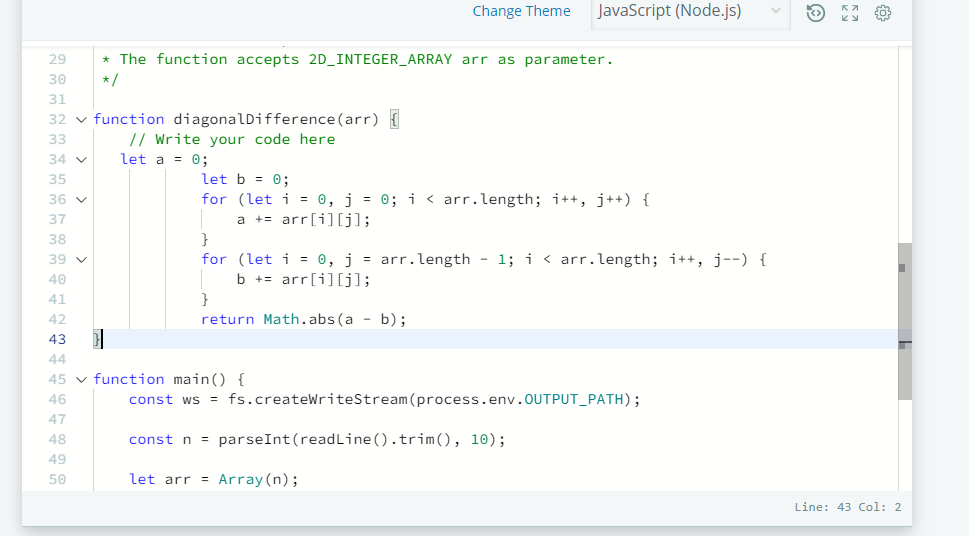 Change Theme JavaScript (Node.js)
29 * The function accepts 2D_INTEGER_ARRAY arr as parameter.
30 */
31
32 function diagonalDifference(arr) {
33 // Write your code here
34 let a = 0;
35 let b = 0;
36 for (let i = 0, j = 0; i < arr.length; i++, j++) {
37 a += arr[i][j];
38 }
39 for (let i = 0, j = arr.length - 1; i < arr.length; i++, j--) {
40 b += arr[i][j];
41 }
42 return Math.abs(a - b);
43 }
44
45 function main() {
46 const ws = fs.createWriteStream(process.env.OUTPUT_PATH);
47
48 const n = parseInt(readLine().trim(), 10);
49
50 let arr = Array(n);
Line: 43 Col: 2